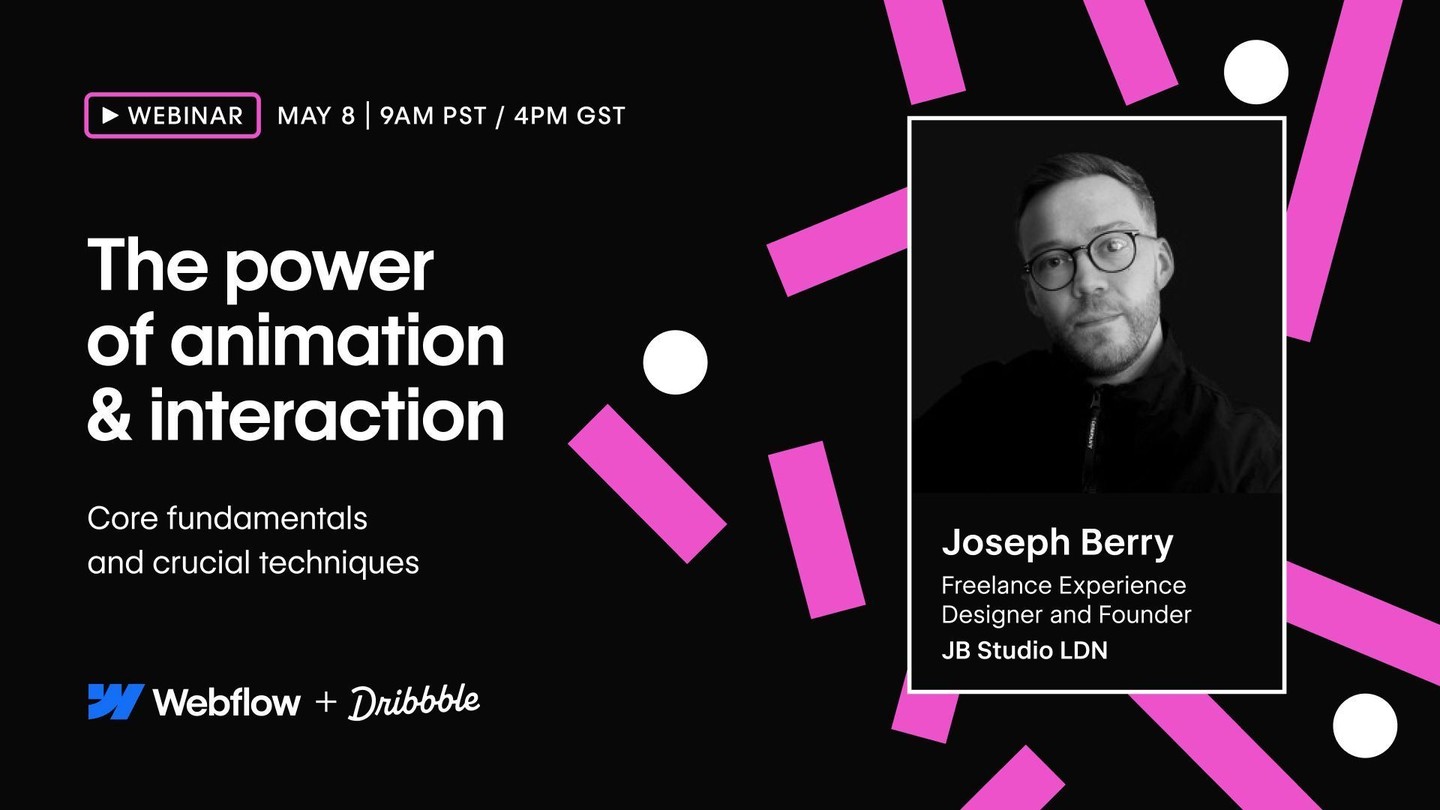 WEBINAR MAY 8 | 9AM PST / 4PM GST
The power
of animation
& interaction
Core fundamentals
and crucial techniques
Webflow + Dribbble
Joseph Berry
Freelance Experience
Designer and Founder
JB Studio LDN